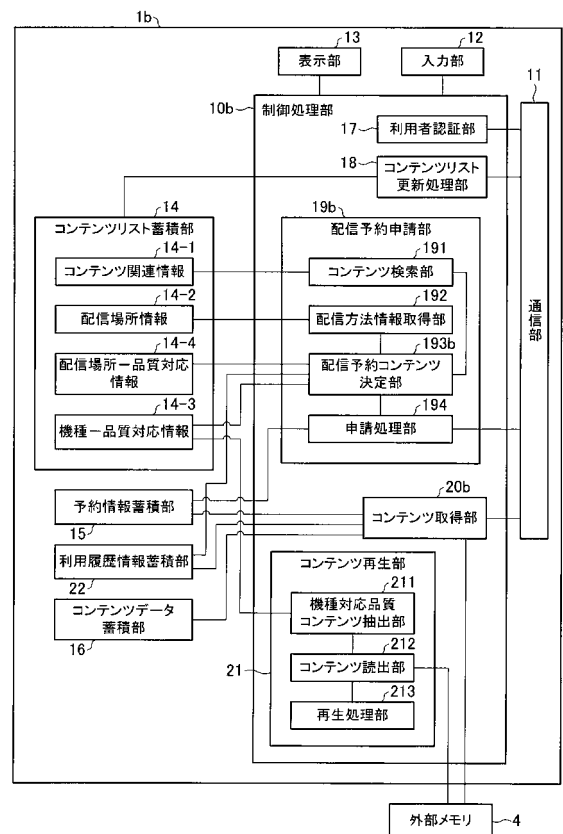 1b
13
表示部
12
入力部
11
10b
制御処理部
17
利用者認証部
18
コンテンツリスト
更新処理部
14
コンテンツリスト蓄積部
14-1
コンテンツ関連情報
14-2
配信場所情報
14-4
配信場所ー品質対応
情報
14-3
機種ー品質対応情報
19b
配信予約申請部
191
コンテンツ検索部
192
配信方法情報取得部
193b
配信予約コンテンツ
決定部
194
申請処理部
通信部
予約情報蓄積部
15
利用履歴情報蓄積部
22
コンテンツデータ
蓄積部
16
20b
コンテンツ取得部
コンテンツ再生部
211
機種対応品質
コンテンツ抽出部
212
コンテンツ読出部
21
213
再生処理部
外部メモリ
4